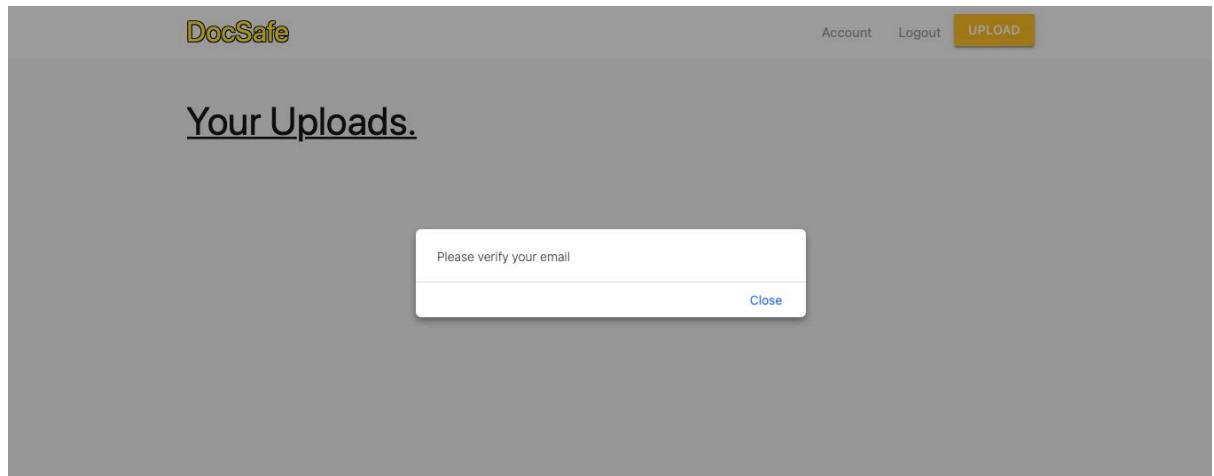 DocSafe
Account Logout UPLOAD
Your Uploads.
Please verify your email
Close